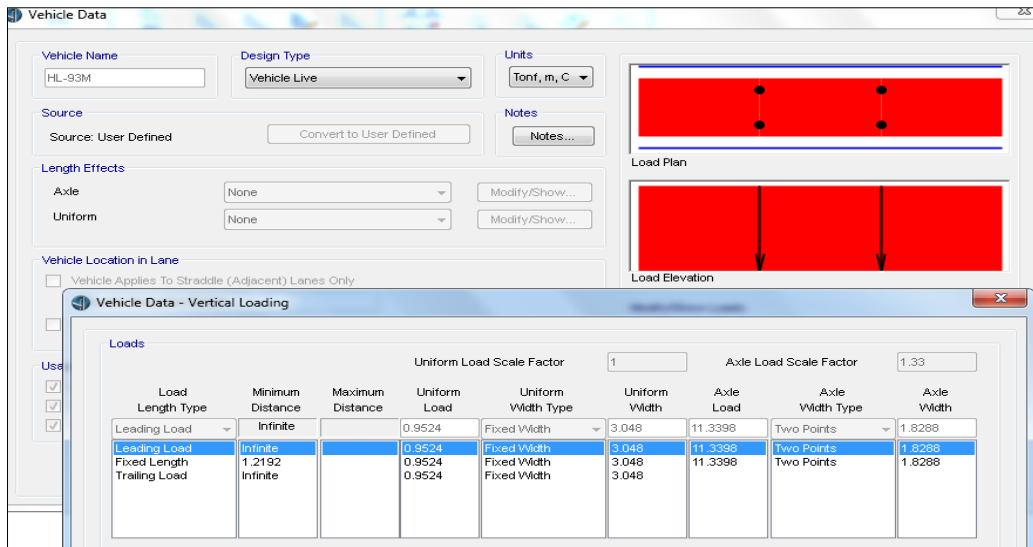 Vehicle Data
Vehicle Name
Design Type
Units
HL-93M
Vehicle Live
Tonf, m, C
Source
Notes
Source: User Defined
Convert to User Defined
Notes...
Load Plan
Length Effects
Axle
None
Modify/Show...
Uniform
None
Modify/Show...
Load Elevation
Vehicle Location in Lane
Vehicle Applies To Straddle (Adjacent) Lanes Only
Vehicle Data - Vertical Loading
Usa
Loads
Uniform Load Scale Factor 1 Axle Load Scale Factor 1.33
Load Minimum Maximum Uniform Uniform Uniform Axle Axle Axle
Length Type Distance Distance Load Width Type Width Load Width Type Width
Leading Load Infinite 0.9524 Fixed Width 3.048 11.3398 Two Points 1.8288
Leading Load Infinite 0.9524 Fixed Width 3.048 11.3398 Two Points 1.8288
Fixed Length 1.2192 0.9524 Fixed Width 3.048 11.3398 Two Points 1.8288
Trailing Load Infinite 0.9524 Fixed Width 3.048